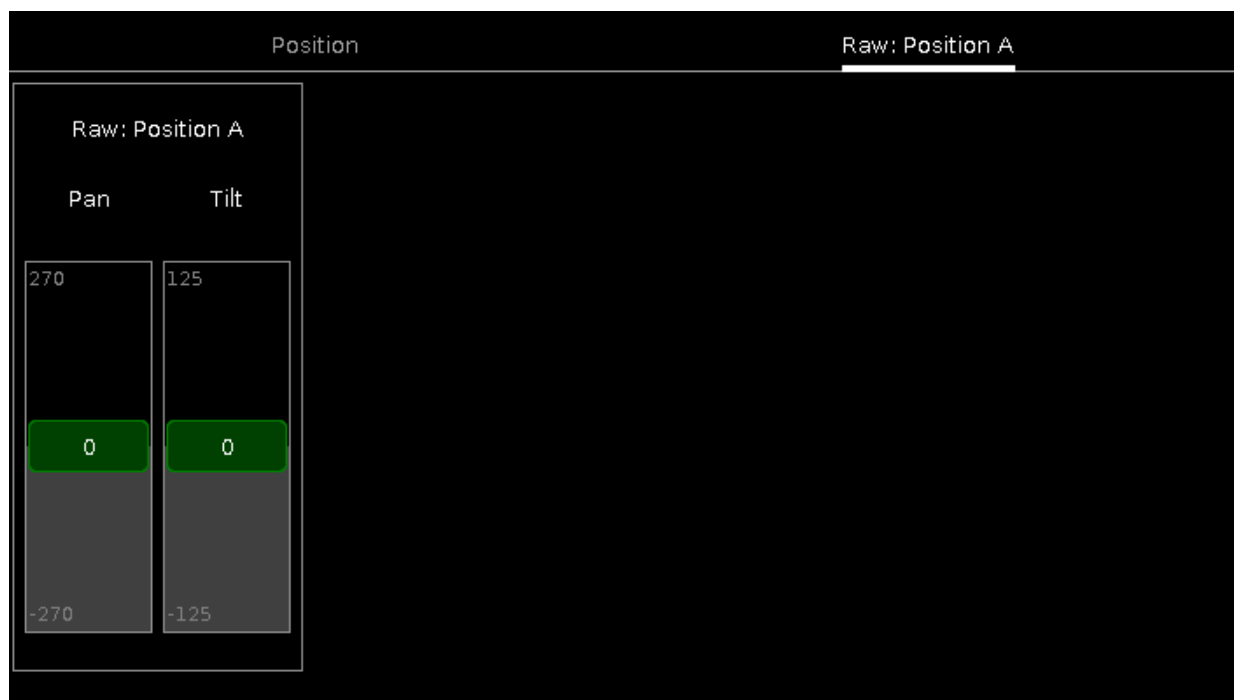 Position Raw: Position A
Raw: Position A
Pan Tilt
270 125
0 0
-270 -125